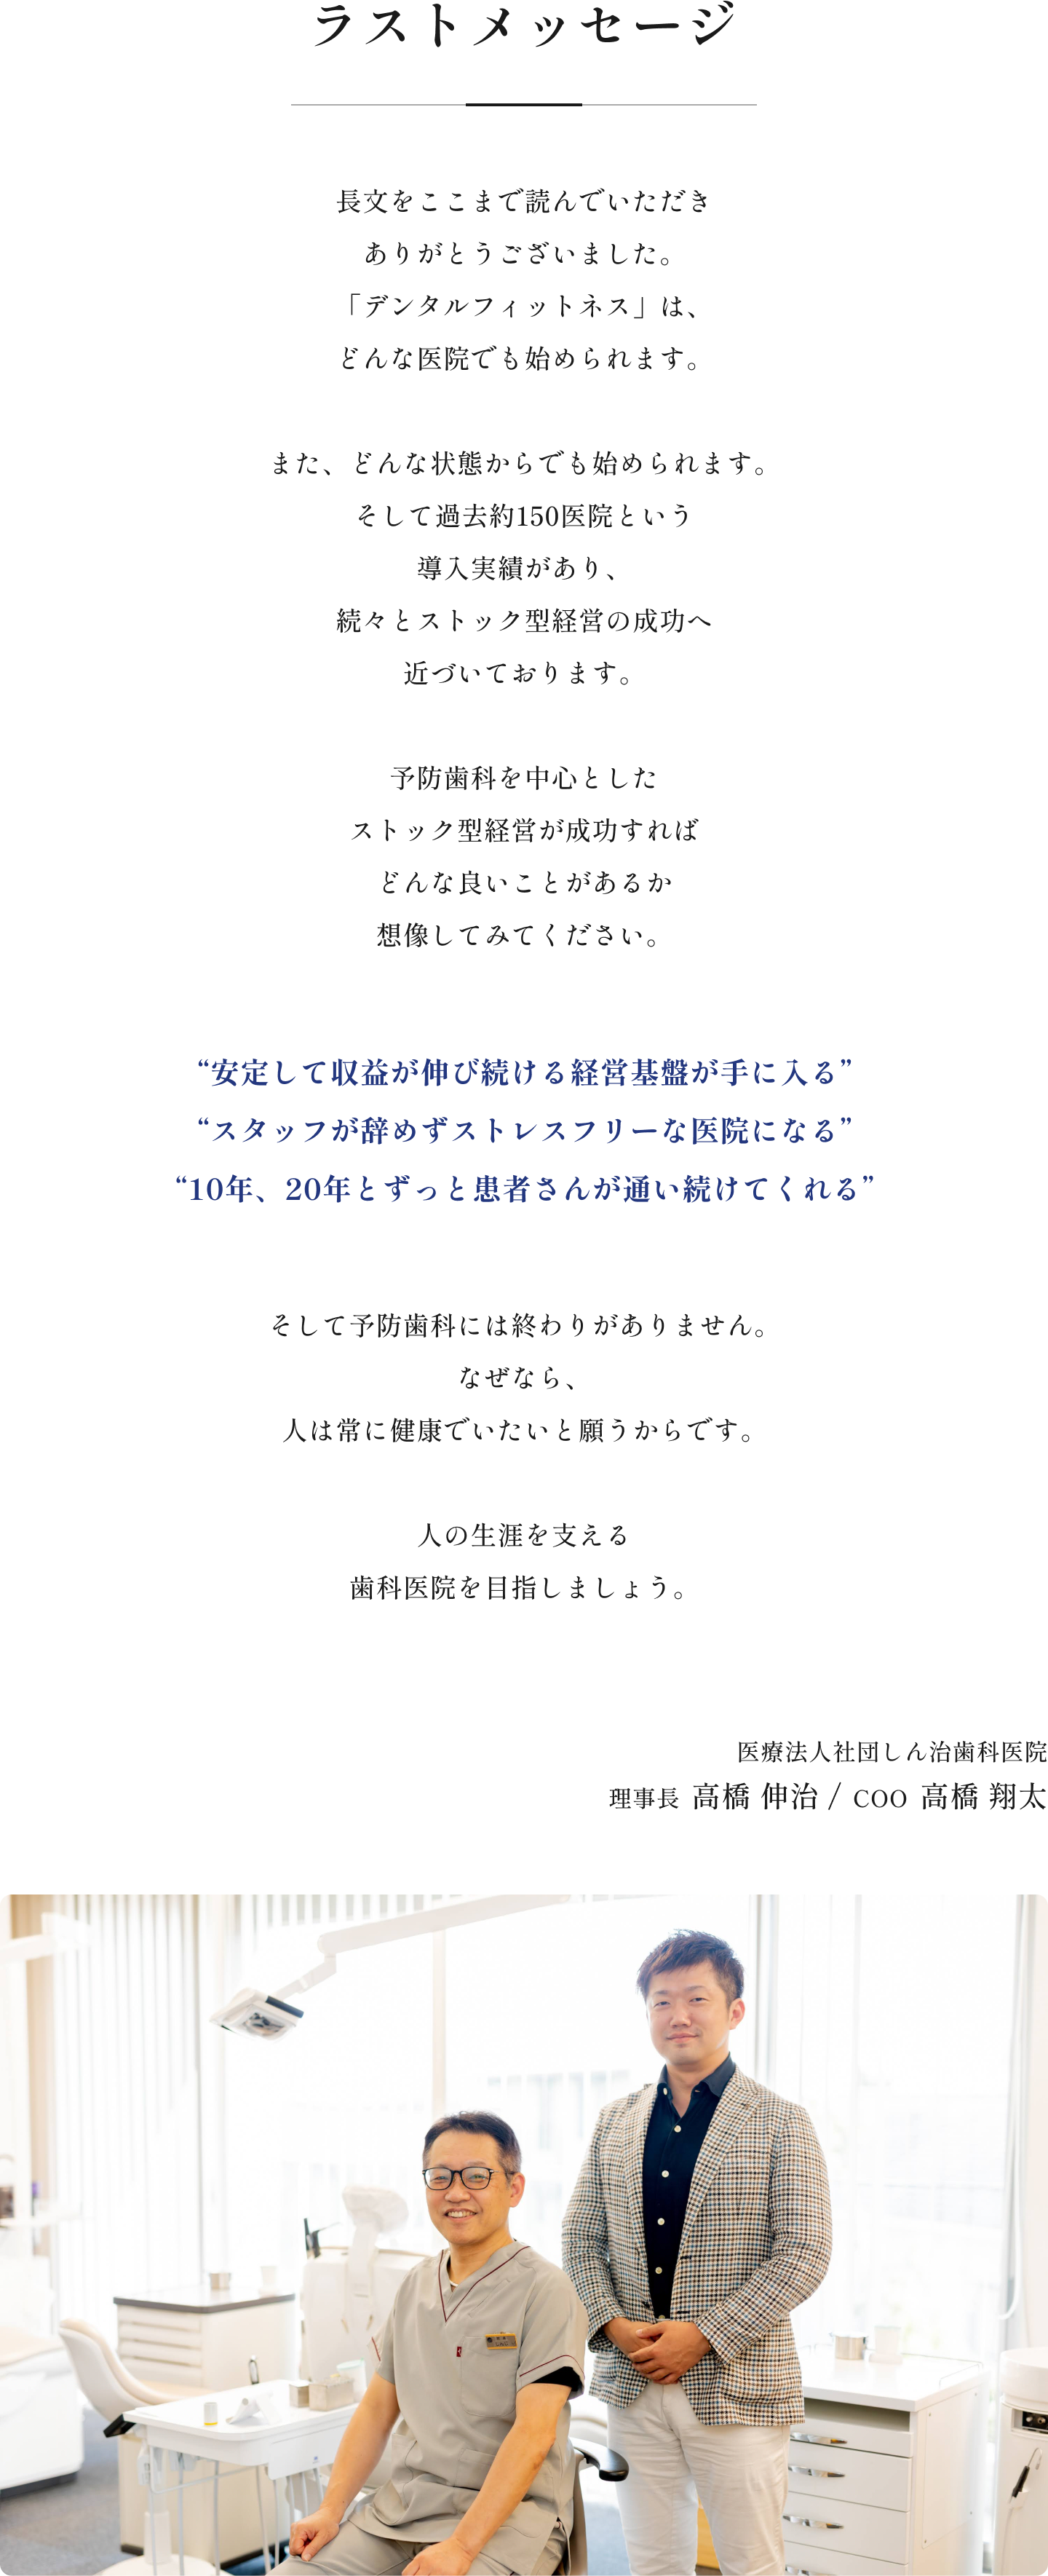 ラストメッセージ
長文をここまで読んでいただき
ありがとうございました。
「デンタルフィットネス」は、
どんな医院でも始められます。
また、どんな状態からでも始められます。
そして過去約150医院という
導入実績があり、
続々とストック型経営の成功へ
近づいております。
予防歯科を中心とした
ストック型経営が成功すれば
どんな良いことがあるか
想像してみてください。
“安定して収益が伸び続ける経営基盤が手に入る”
“スタッフが辞めずストレスフリーな医院になる”
“10年、20年とずっと患者さんが通い続けてくれる”
そして予防歯科には終わりがありません。
なぜなら、
人は常に健康でいたいと願うからです。
人の生涯を支える
歯科医院を目指しましょう。
医療法人社団しん治歯科医院
理事長 高橋 伸治 / COO 高橋 翔太